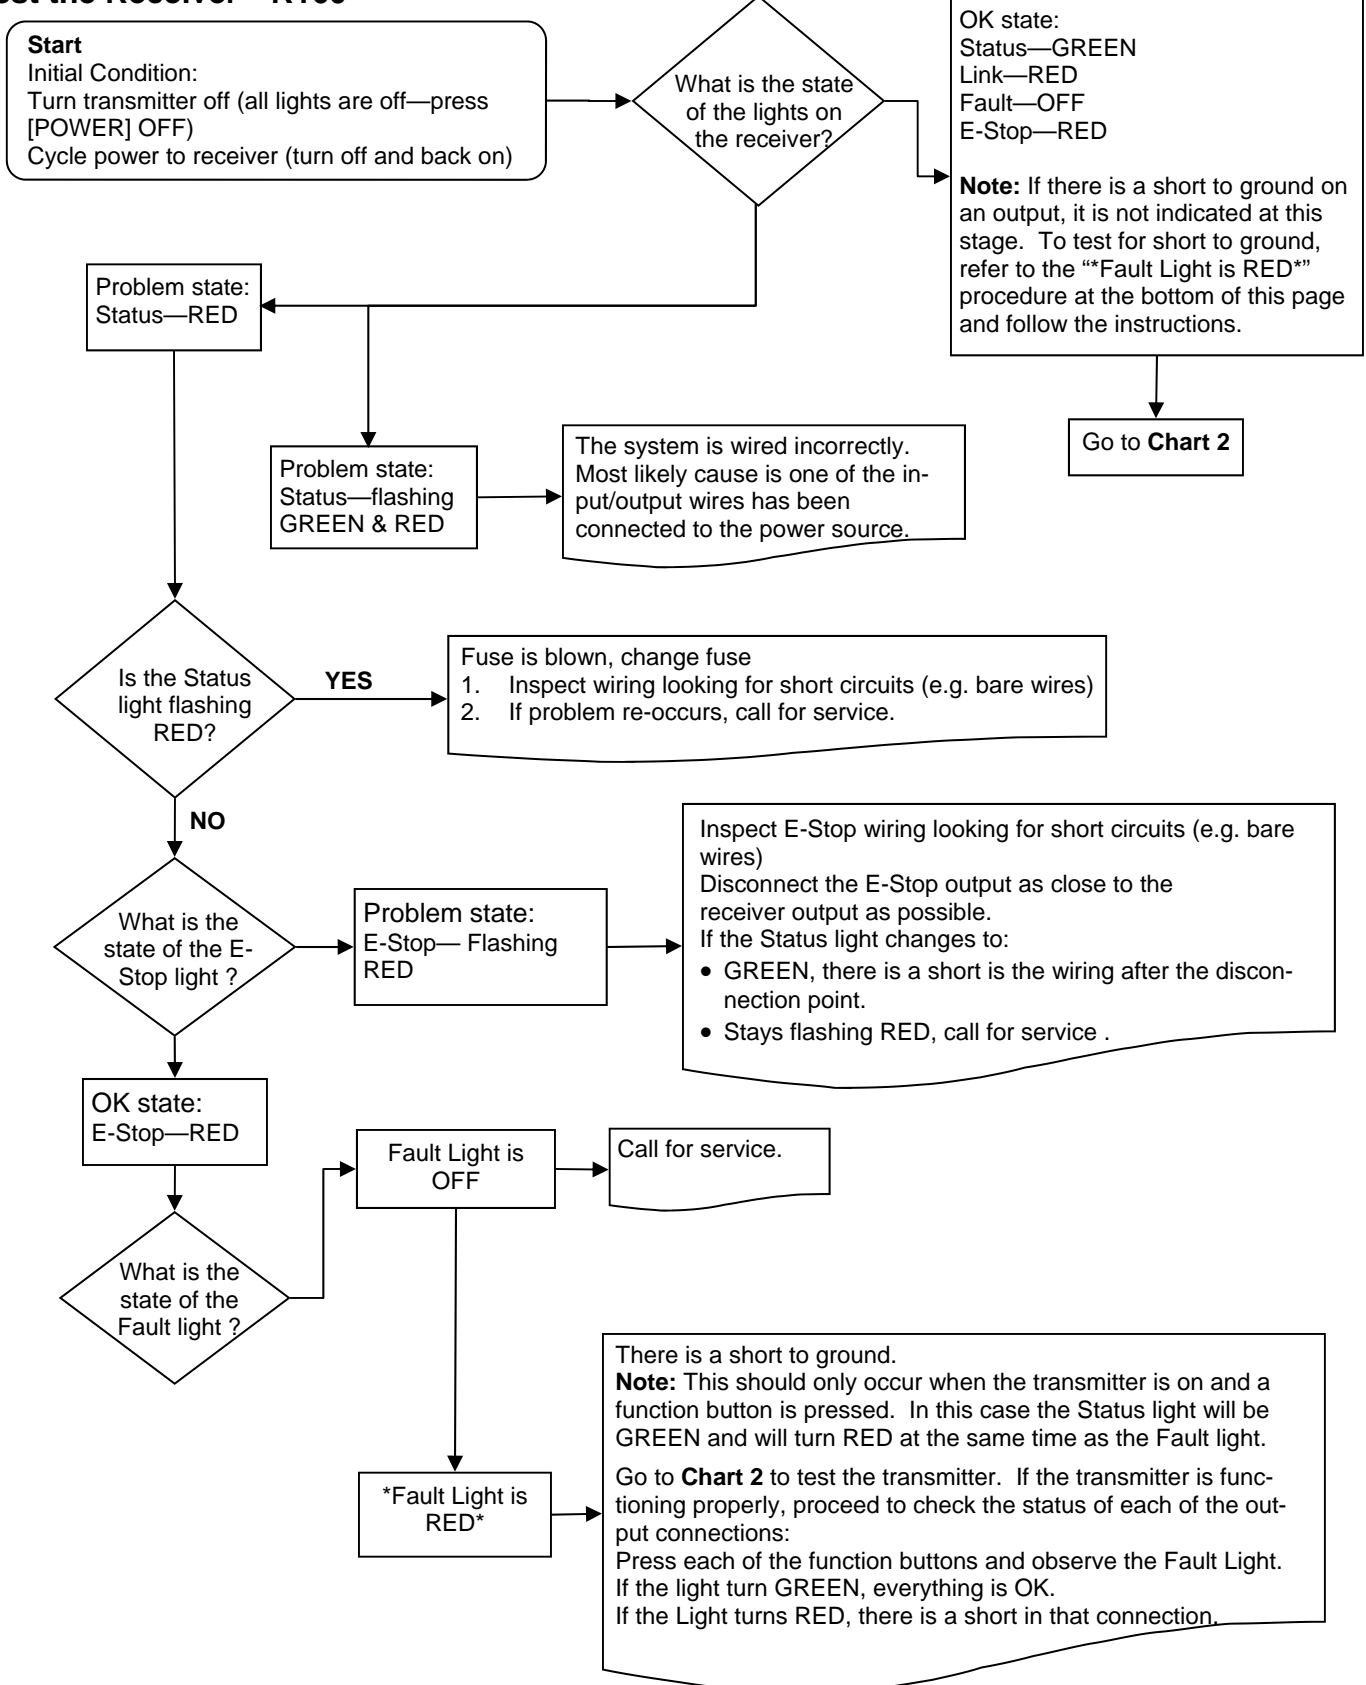 the Receiver
Start
Initial Condition:
Turn transmitter off (all lights are off—press
[POWER] OFF)
Cycle power to receiver (turn off and back on)
What is the state
of the lights on
the receiver?
OK state:
Status—GREEN
Link—RED
Fault—OFF
E-Stop—RED
Note: If there is a short to ground on
an output, it is not indicated at this
stage. To test for short to ground,
refer to the “*Fault Light is RED*”
procedure at the bottom of this page
and follow the instructions.
Go to Chart 2
Problem state:
Status—RED
Problem state:
Status—flashing
GREEN & RED
The system is wired incorrectly.
Most likely cause is one of the in-
put/output wires has been
connected to the power source.
Is the Status
light flashing
RED?
YES
Fuse is blown, change fuse
1. Inspect wiring looking for short circuits (e.g. bare wires)
2. If problem re-occurs, call for service.
NO
What is the
state of the E-
Stop light ?
Problem state:
E-Stop— Flashing
RED
Inspect E-Stop wiring looking for short circuits (e.g. bare
wires)
Disconnect the E-Stop output as close to the
receiver output as possible.
If the Status light changes to:
• GREEN, there is a short is the wiring after the discon-
nection point.
• Stays flashing RED, call for service .
OK state:
E-Stop—RED
Fault Light is
OFF
Call for service.
What is the
state of the
Fault light ?
*Fault Light is
RED*
There is a short to ground.
Note: This should only occur when the transmitter is on and a
function button is pressed. In this case the Status light will be
GREEN and will turn RED at the same time as the Fault light.
Go to Chart 2 to test the transmitter. If the transmitter is func-
tioning properly, proceed to check the status of each of the out-
put connections:
Press each of the function buttons and observe the Fault Light.
If the light turn GREEN, everything is OK.
If the Light turns RED, there is a short in that connection.